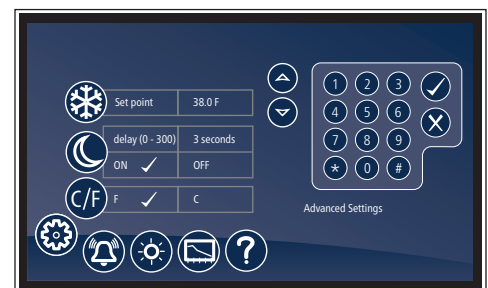 Set point 38.0 F
delay (0 - 300) 3 seconds
ON OFF
C/F F C
1 2 3
4 5 6
7 8 9
* 0 #
Advanced Settings
?